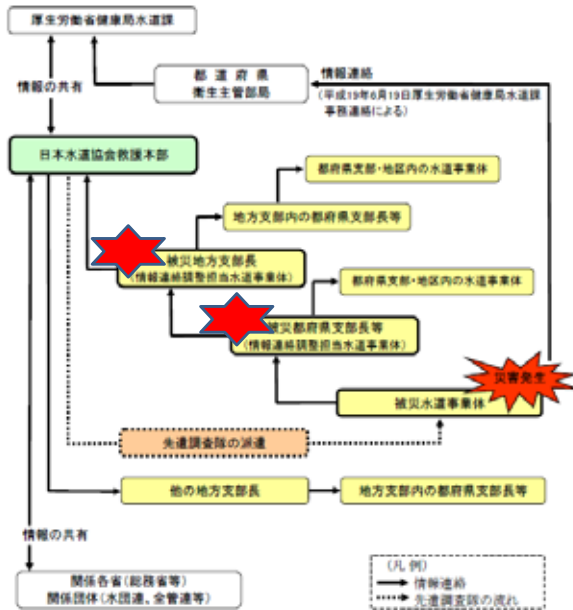 厚生労働省健康局水道課
情報の共有
都道府県
衛生主管部局
情報連絡
(平成19年6月19日厚生労働省健康局水道課
事務連絡による)
日本水道協会救援本部
都府県支部・地区内の水道事業体
地方支部内の都府県支部長等
被災地方支部長
(情報連絡調整担当水道事業体)
都府県支部・地区内の水道事業体
被災都府県支部長等
(情報連絡調整担当水道事業体)
災害発生
被災水道事業体
先遣調査隊の派遣
他の地方支部長
地方支部内の都府県支部長等
情報の共有
関係各省(総務省等)
関係団体(水団連、全管連等)
(凡例)
情報連絡
先遣調査隊の流れ